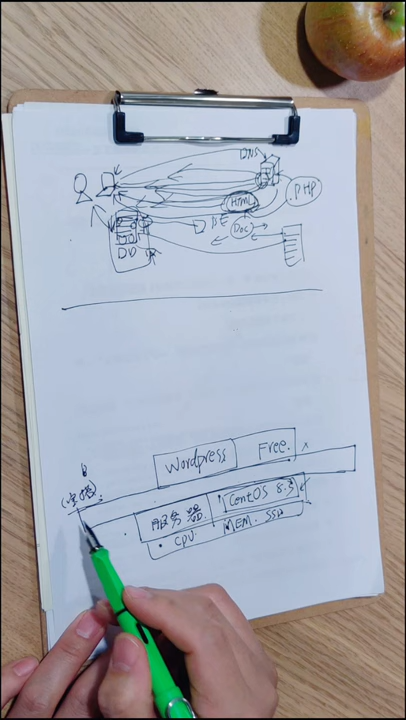 DNS
PHP
HTML
Doc
Wordpress
Free.
服务器
CentOS 8.3
CPU
MEM. SSD